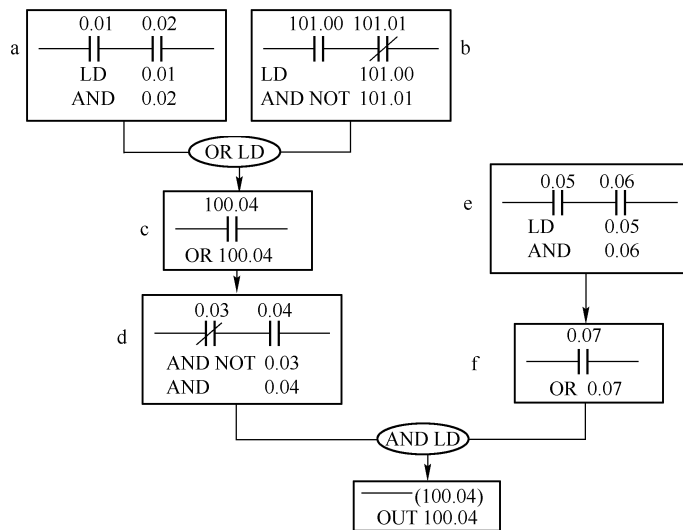 a
0.01 0.02
LD 0.01
AND 0.02
101.00 101.01
b
LD 101.00
AND NOT 101.01
OR LD
c
100.04
OR 100.04
d
0.03 0.04
AND NOT 0.03
AND 0.04
e
0.05 0.06
LD 0.05
AND 0.06
f
0.07
OR 0.07
AND LD
(100.04)
OUT 100.04